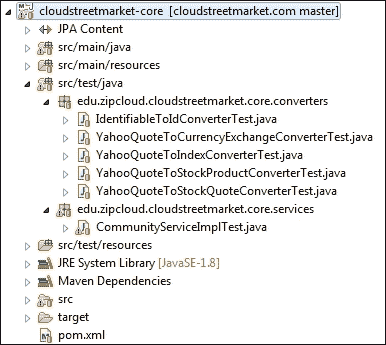 cloudstreetmarket-core [cloudstreetmarket.com master]
JPA Content
src/main/java
src/main/resources
src/test/java
edu.zipcloud.cloudstreetmarket.core.converters
IdentifiableToIdConverterTest.java
YahooQuoteToCurrencyExchangeConverterTest.java
YahooQuoteToIndexConverterTest.java
YahooQuoteToStockProductConverterTest.java
YahooQuoteToStockQuoteConverterTest.java
edu.zipcloud.cloudstreetmarket.core.services
CommunityServiceImplTest.java
src/test/resources
JRE System Library [JavaSE-1.8]
Maven Dependencies
src
target
pom.xml